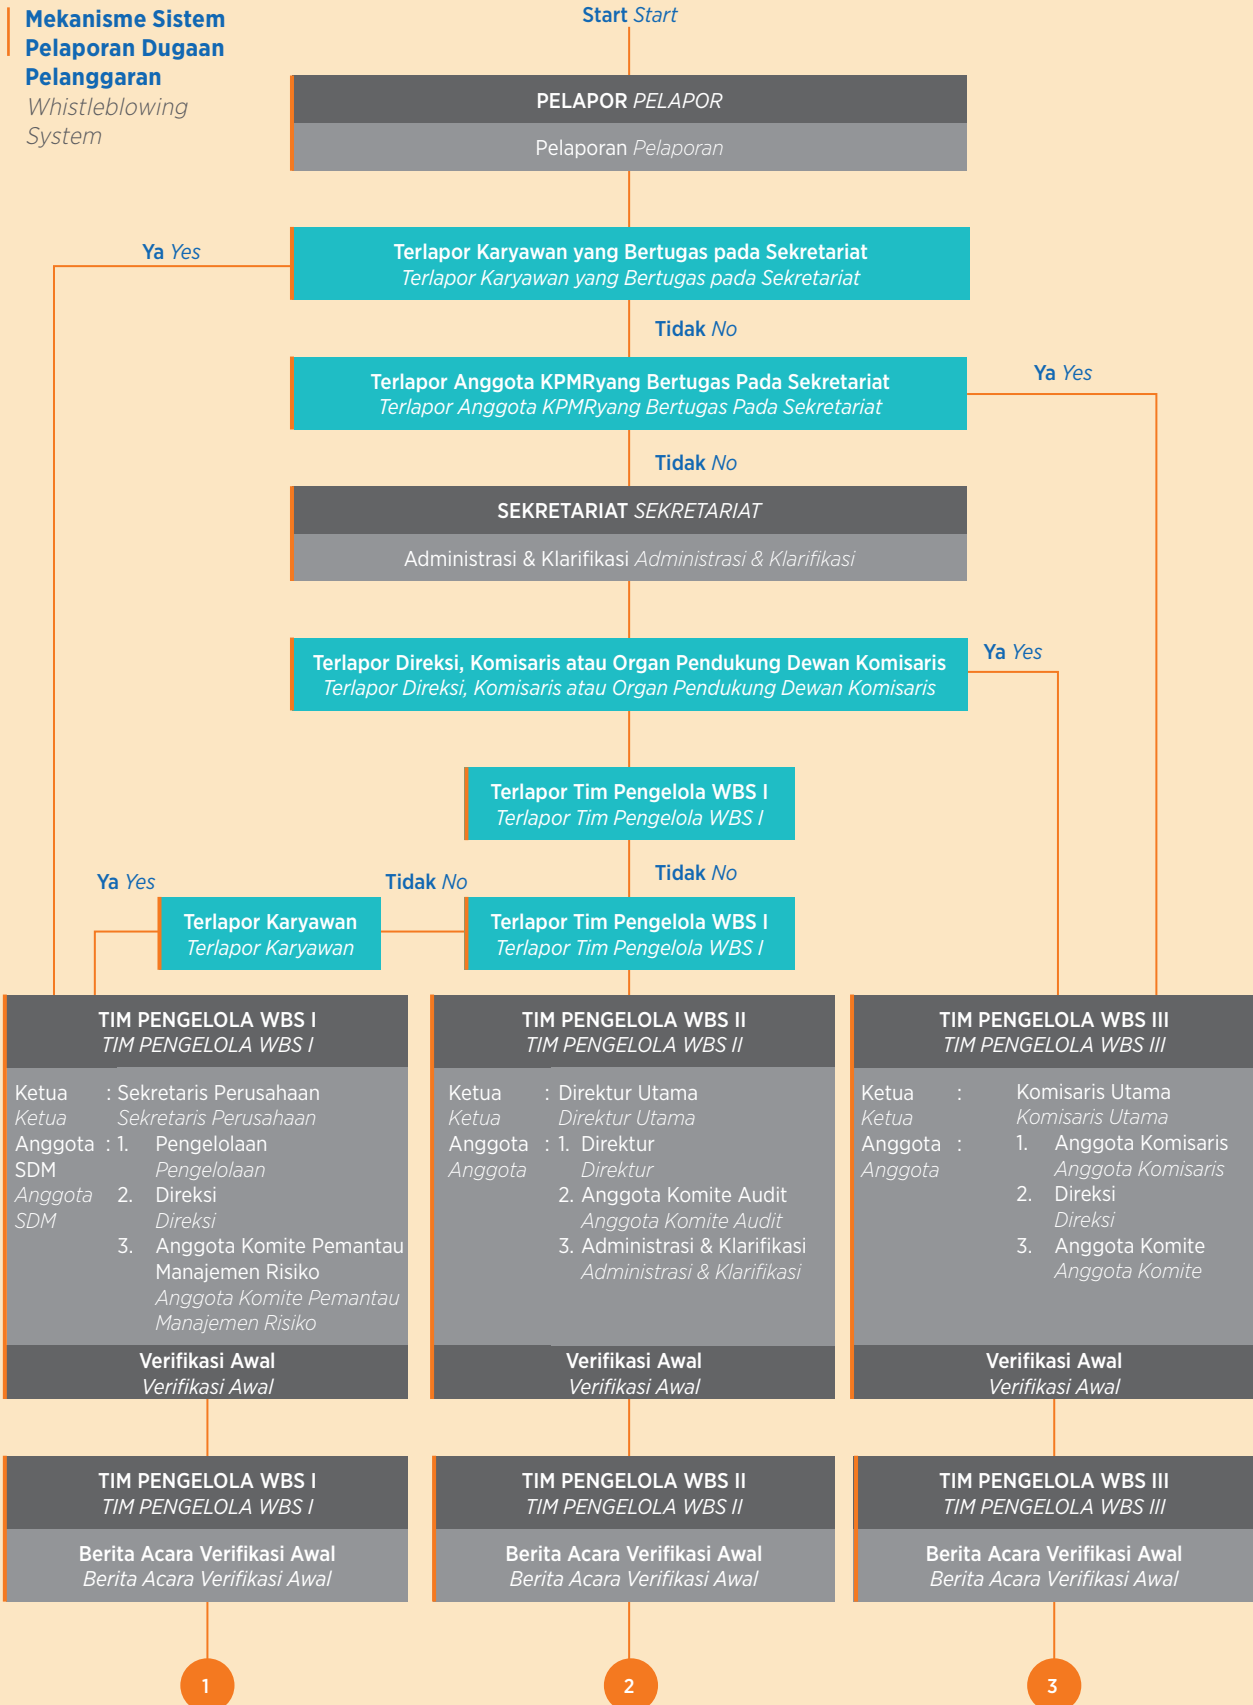 Mekanisme Sistem
Pelaporan Dugaan
Pelanggaran
Whistleblowing
System
Start Start
PELAPOR PELAPOR
Pelaporan Pelaporan
Ya Yes
Terlapor Karyawan yang Bertugas pada Sekretariat
Terlapor Karyawan yang Bertugas pada Sekretariat
Tidak No
Terlapor Anggota KPMRyang Bertugas Pada Sekretariat
Terlapor Anggota KPMRyang Bertugas Pada Sekretariat
Ya Yes
Tidak No
SEKRETARIAT SEKRETARIAT
Administrasi & Klarifikasi Administrasi & Klarifikasi
Terlapor Direksi, Komisaris atau Organ Pendukung Dewan Komisaris
Terlapor Direksi, Komisaris atau Organ Pendukung Dewan Komisaris
Ya Yes
Terlapor Tim Pengelola WBS I
Terlapor Tim Pengelola WBS I
Tidak No
Ya Yes
Tidak No
Terlapor Karyawan
Terlapor Karyawan
Terlapor Tim Pengelola WBS I
Terlapor Tim Pengelola WBS I
TIM PENGELOLA WBS I
TIM PENGELOLA WBS I
Ketua : Sekretaris Perusahaan
Ketua Sekretaris Perusahaan
Anggota : 1. Pengelolaan
SDM Pengelolaan
Anggota 2. Direksi
SDM Direksi
3. Anggota Komite Pemantau
Manajemen Risiko
Anggota Komite Pemantau
Manajemen Risiko
Verifikasi Awal
Verifikasi Awal
TIM PENGELOLA WBS II
TIM PENGELOLA WBS II
Ketua : Direktur Utama
Ketua Direktur Utama
Anggota : 1. Direktur
Anggota Direktur
2. Anggota Komite Audit
Anggota Komite Audit
3. Administrasi & Klarifikasi
Administrasi & Klarifikasi
Verifikasi Awal
Verifikasi Awal
TIM PENGELOLA WBS III
TIM PENGELOLA WBS III
Ketua : Komisaris Utama
Ketua Komisaris Utama
Anggota : 1. Anggota Komisaris
Anggota Anggota Komisaris
2. Direksi
Direksi
3. Anggota Komite
Anggota Komite
Verifikasi Awal
Verifikasi Awal
TIM PENGELOLA WBS I
TIM PENGELOLA WBS I
Berita Acara Verifikasi Awal
Berita Acara Verifikasi Awal
TIM PENGELOLA WBS II
TIM PENGELOLA WBS II
Berita Acara Verifikasi Awal
Berita Acara Verifikasi Awal
TIM PENGELOLA WBS III
TIM PENGELOLA WBS III
Berita Acara Verifikasi Awal
Berita Acara Verifikasi Awal
1
2
3